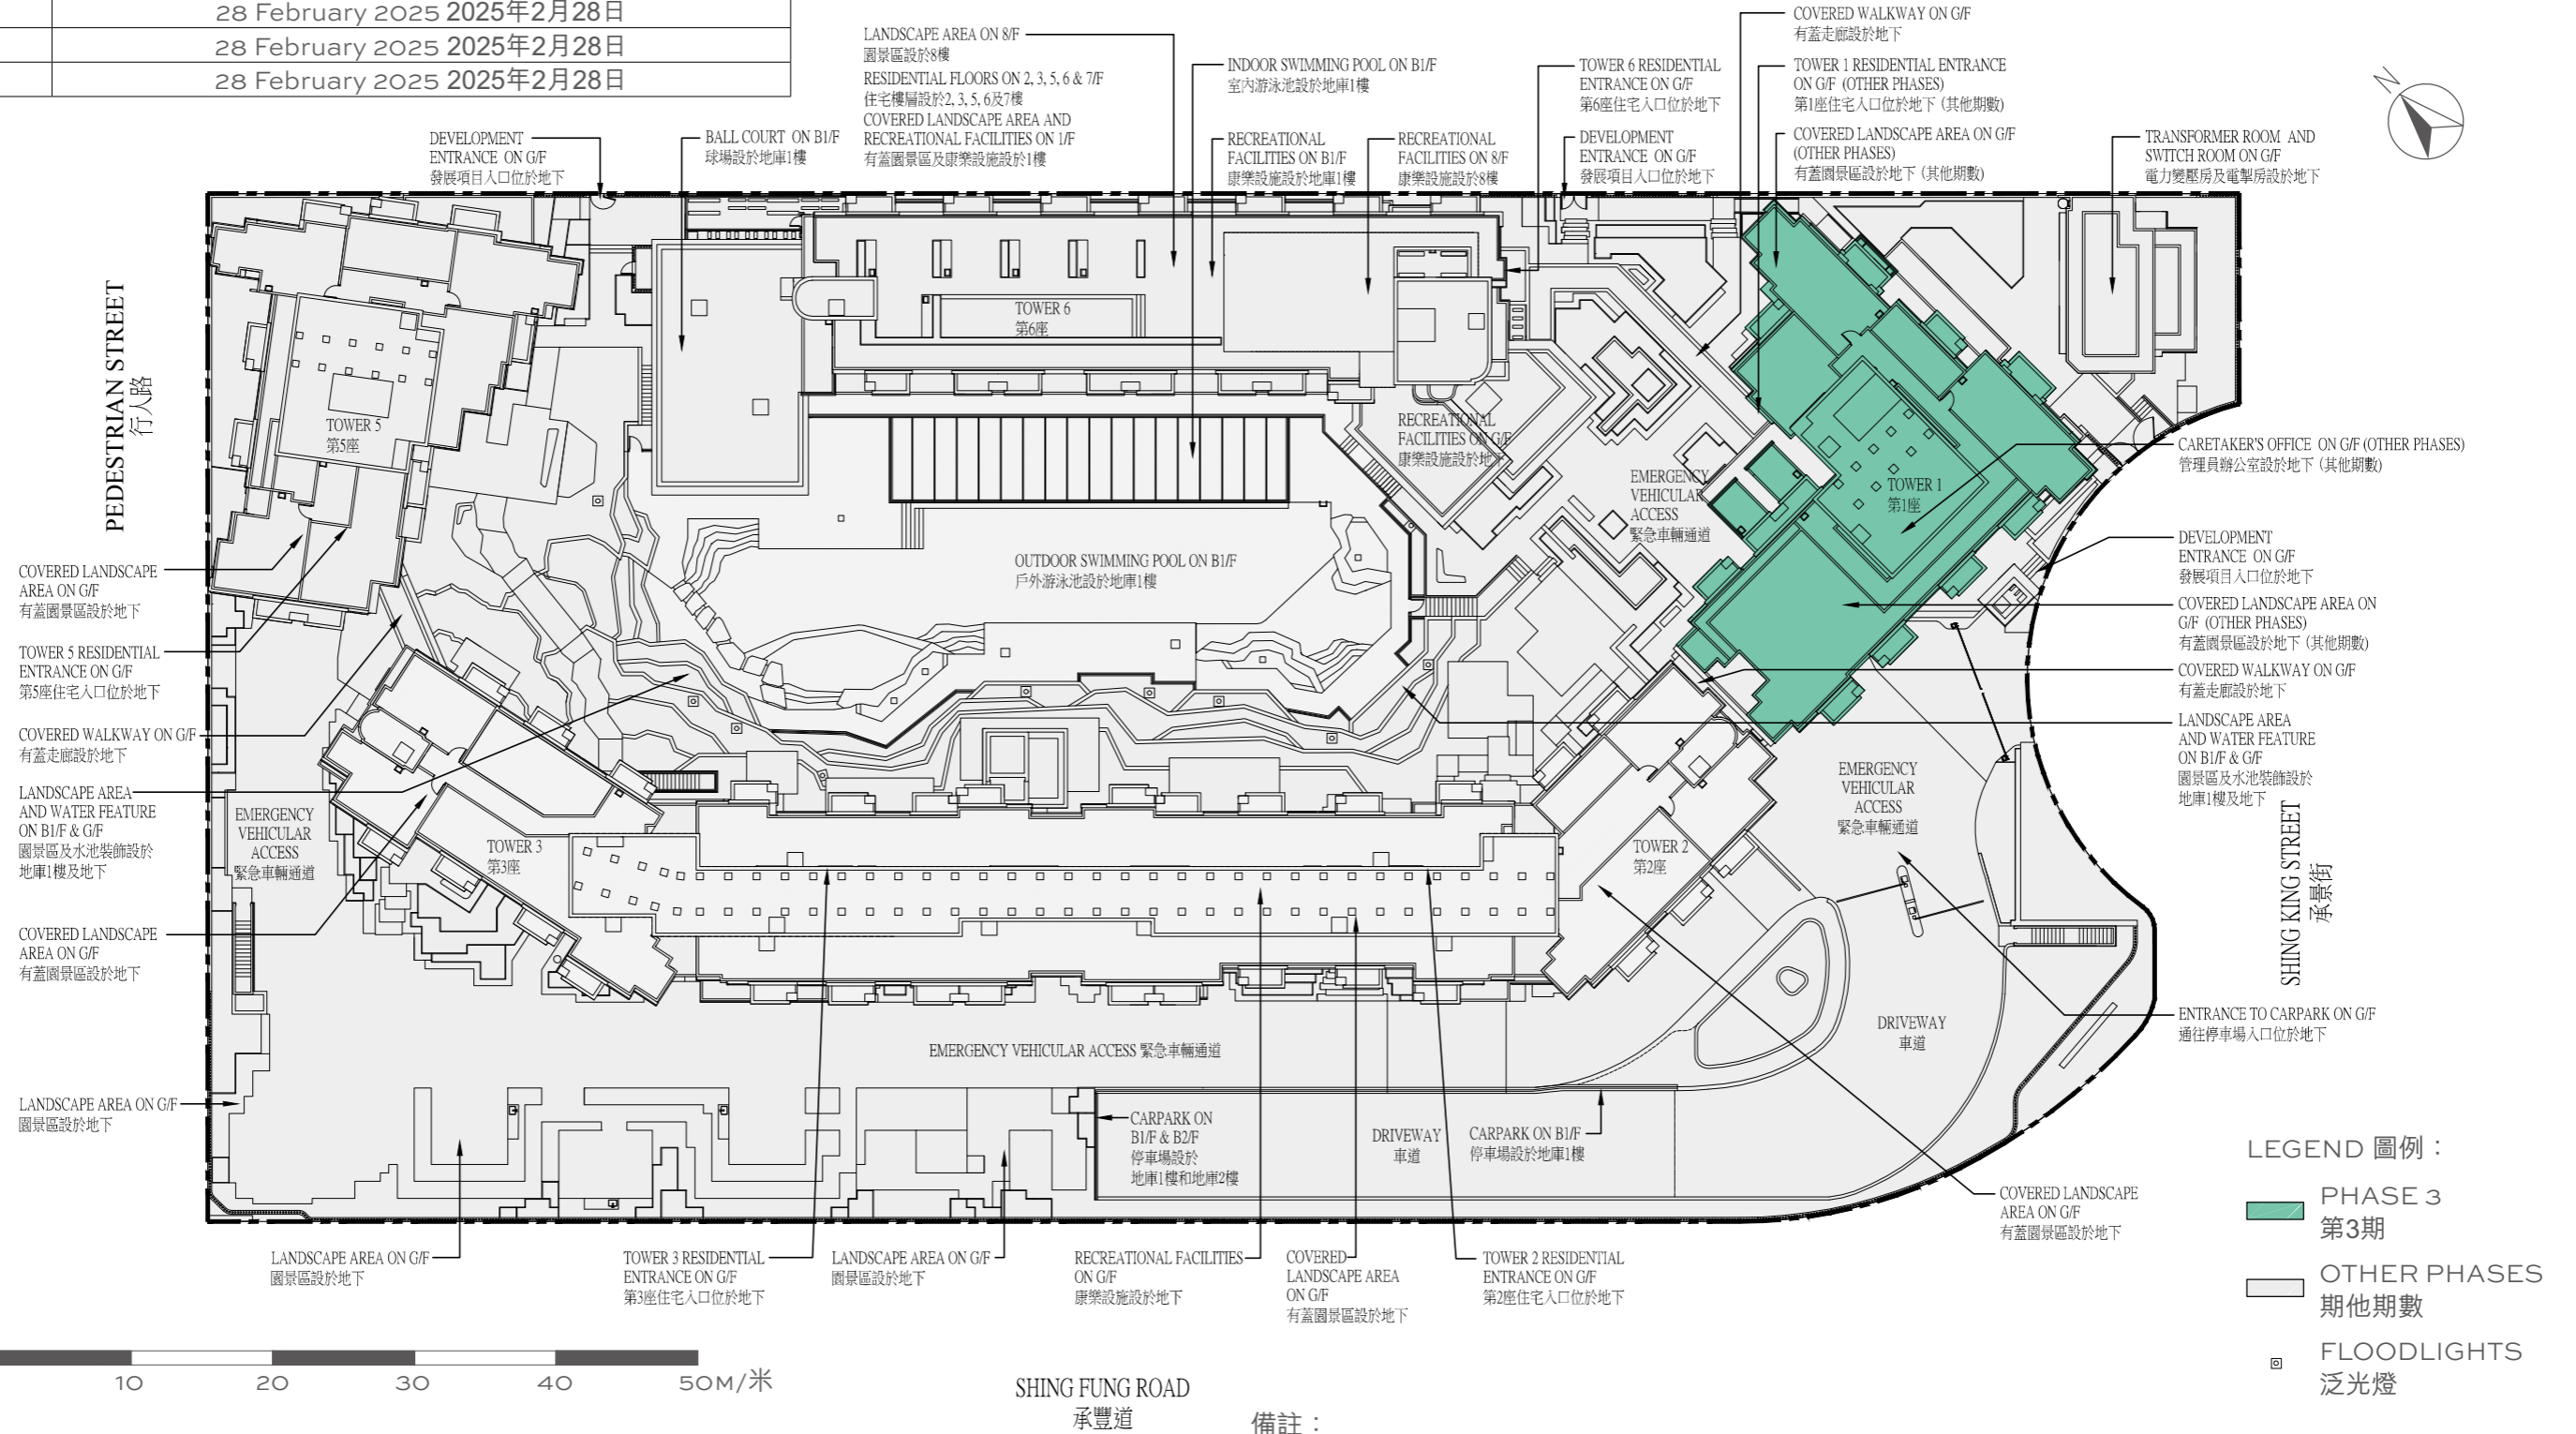 28 February 2025 2025年2月28日
28 February 2025 2025年2月28日
28 February 2025 2025年2月28日
LANDSCAPE AREA ON 8/F
園景區設於8樓
RESIDENTIAL FLOORS ON 2, 3, 5, 6 & 7/F
住宅樓層設於2, 3, 5, 6及7樓
COVERED LANDSCAPE AREA AND
RECREATIONAL FACILITIES ON 1/F
有蓋園景區及康樂設施設於1樓
DEVELOPMENT
ENTRANCE ON G/F
發展項目入口位於地下
BALL COURT ON B1/F
球場設於地庫1樓
INDOOR SWIMMING POOL ON B1/F
室內游泳池設於地庫1樓
RECREATIONAL
FACILITIES ON B1/F
康樂設施設於地庫1樓
RECREATIONAL
FACILITIES ON 8/F
康樂設施設於8樓
TOWER 6 RESIDENTIAL
ENTRANCE ON G/F
第6座住宅入口位於地下
DEVELOPMENT
ENTRANCE ON G/F
發展項目入口位於地下
COVERED WALKWAY ON G/F
有蓋走廊設於地下
TOWER 1 RESIDENTIAL ENTRANCE
ON G/F (OTHER PHASES)
第1座住宅入口位於地下 (其他期數)
COVERED LANDSCAPE AREA ON G/F
(OTHER PHASES)
有蓋園景區設於地下 (其他期數)
TRANSFORMER ROOM AND
SWITCH ROOM ON G/F
電力變壓房及電掣房設於地下
N
PEDESTRIAN STREET
行人路
TOWER 5
第5座
TOWER 6
第6座
RECREATIONAL
FACILITIES ON G/F
康樂設施設於地下
EMERGENCY
VEHICULAR
ACCESS
緊急車輛通道
TOWER 1
第1座
OUTDOOR SWIMMING POOL ON B1/F
戶外游泳池設於地庫1樓
CARETAKER'S OFFICE ON G/F (OTHER PHASES)
管理員辦公室設於地下 (其他期數)
DEVELOPMENT
ENTRANCE ON G/F
發展項目入口位於地下
COVERED LANDSCAPE AREA ON
G/F (OTHER PHASES)
有蓋園景區設於地下 (其他期數)
COVERED WALKWAY ON G/F
有蓋走廊設於地下
LANDSCAPE AREA
AND WATER FEATURE
ON B1/F & G/F
園景區及水池裝飾設於
地庫1樓及地下
COVERED LANDSCAPE
AREA ON G/F
有蓋園景區設於地下
TOWER 5 RESIDENTIAL
ENTRANCE ON G/F
第5座住宅入口位於地下
COVERED WALKWAY ON G/F
有蓋走廊設於地下
LANDSCAPE AREA
AND WATER FEATURE
ON B1/F & G/F
園景區及水池裝飾設於
地庫1樓及地下
COVERED LANDSCAPE
AREA ON G/F
有蓋園景區設於地下
LANDSCAPE AREA ON G/F
園景區設於地下
EMERGENCY
VEHICULAR
ACCESS
緊急車輛通道
TOWER 3
第3座
TOWER 2
第2座
EMERGENCY
VEHICULAR
ACCESS
緊急車輛通道
SHING KING STREET
承景街
ENTRANCE TO CARPARK ON G/F
通往停車場入口位於地下
DRIVEWAY
車道
EMERGENCY VEHICULAR ACCESS 緊急車輛通道
CARPARK ON
B1/F & B2/F
停車場設於
地庫1樓和地庫2樓
DRIVEWAY
車道
CARPARK ON B1/F
停車場設於地庫1樓
COVERED LANDSCAPE
AREA ON G/F
有蓋園景區設於地下
LANDSCAPE AREA ON G/F
園景區設於地下
TOWER 3 RESIDENTIAL
ENTRANCE ON G/F
第3座住宅入口位於地下
LANDSCAPE AREA ON G/F
園景區設於地下
RECREATIONAL FACILITIES
ON G/F
康樂設施設於地下
COVERED
LANDSCAPE AREA
ON G/F
有蓋園景區設於地下
TOWER 2 RESIDENTIAL
ENTRANCE ON G/F
第2座住宅入口位於地下
LEGEND 圖例：
PHASE 3
第3期
OTHER PHASES
期他期數
FLOODLIGHTS
泛光燈
10 20 30 40 50M/米
SHING FUNG ROAD
承豐道
備註：